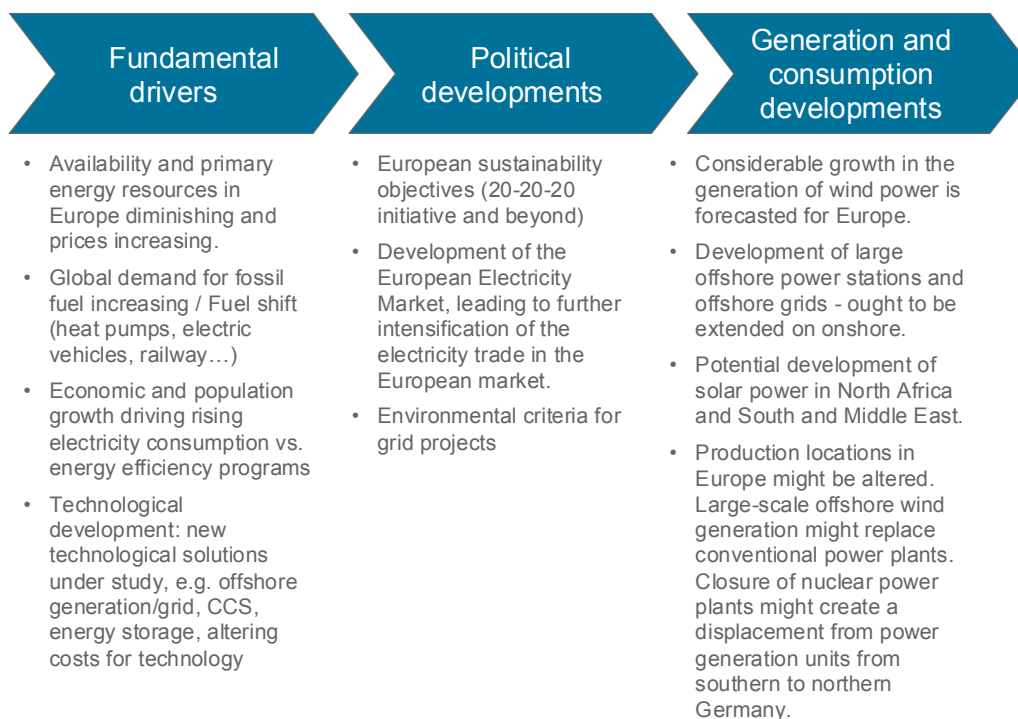 Fundamental
drivers
• Availability and primary
energy resources in
Europe diminishing and
prices increasing.
• Global demand for fossil
fuel increasing / Fuel shift
(heat pumps, electric
vehicles, railway…)
• Economic and population
growth driving rising
electricity consumption vs.
energy efficiency programs
• Technological
development: new
technological solutions
under study, e.g. offshore
generation/grid, CCS,
energy storage, altering
costs for technology
Political
developments
• European sustainability
objectives (20-20-20
initiative and beyond)
• Development of the
European Electricity
Market, leading to further
intensification of the
electricity trade in the
European market.
• Environmental criteria for
grid projects
Generation and
consumption
developments
• Considerable growth in the
generation of wind power is
forecasted for Europe.
• Development of large
offshore power stations and
offshore grids - ought to be
extended on onshore.
• Potential development of
solar power in North Africa
and South and Middle East.
• Production locations in
Europe might be altered.
Large-scale offshore wind
generation might replace
conventional power plants.
Closure of nuclear power
plants might create a
displacement from power
generation units from
southern to northern
Germany.